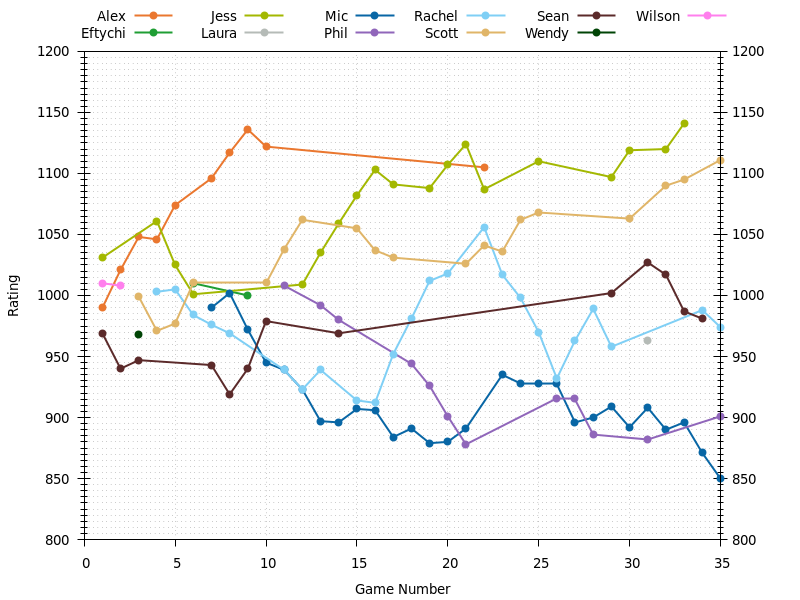 Alex Jess Mic Rachel Sean Wilson
Eftychi Laura Phil Scott Wendy
1200 1200
1150 1150
1100 1100
1050 1050
1000 1000
950 950
900 900
850 850
800 800
Rating
0 5 10 15 20 25 30 35
Game Number